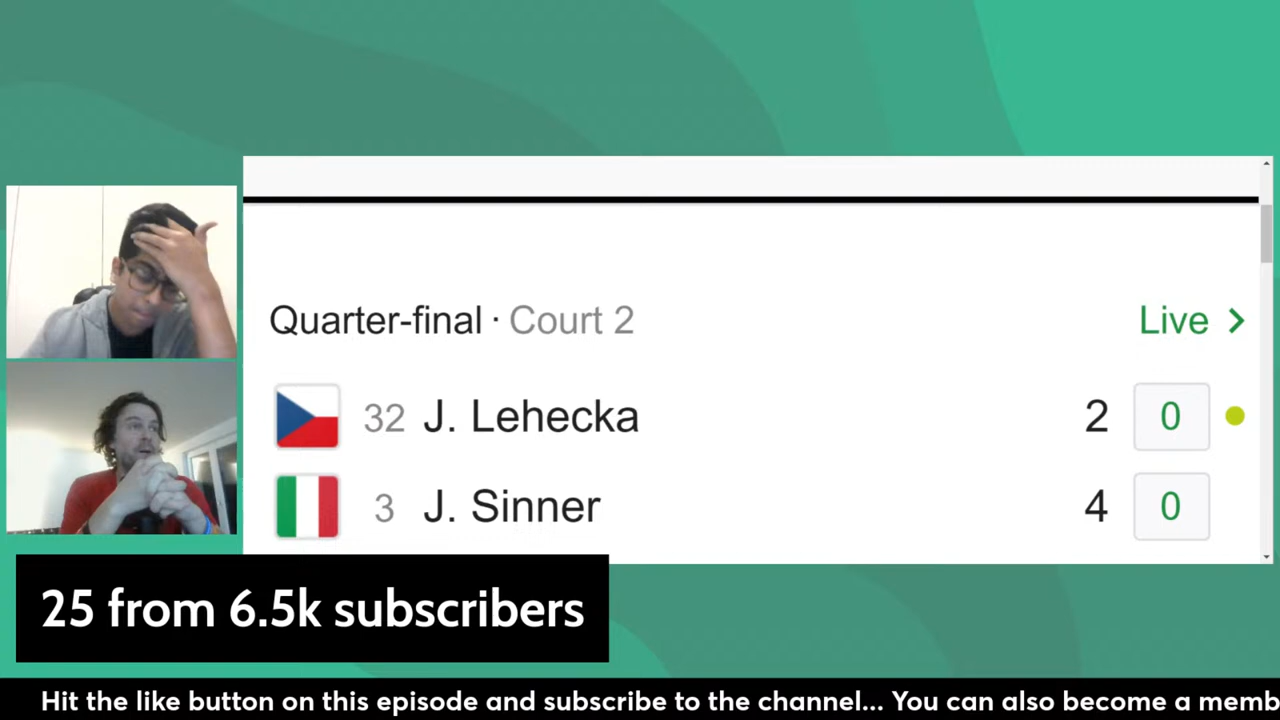 Quarter-final · Court 2
Live
32 J. Lehecka 2 0
3 J. Sinner 4 0
25 from 6.5k subscribers
Hit the like button on this episode and subscribe to the channel... You can also become a memb